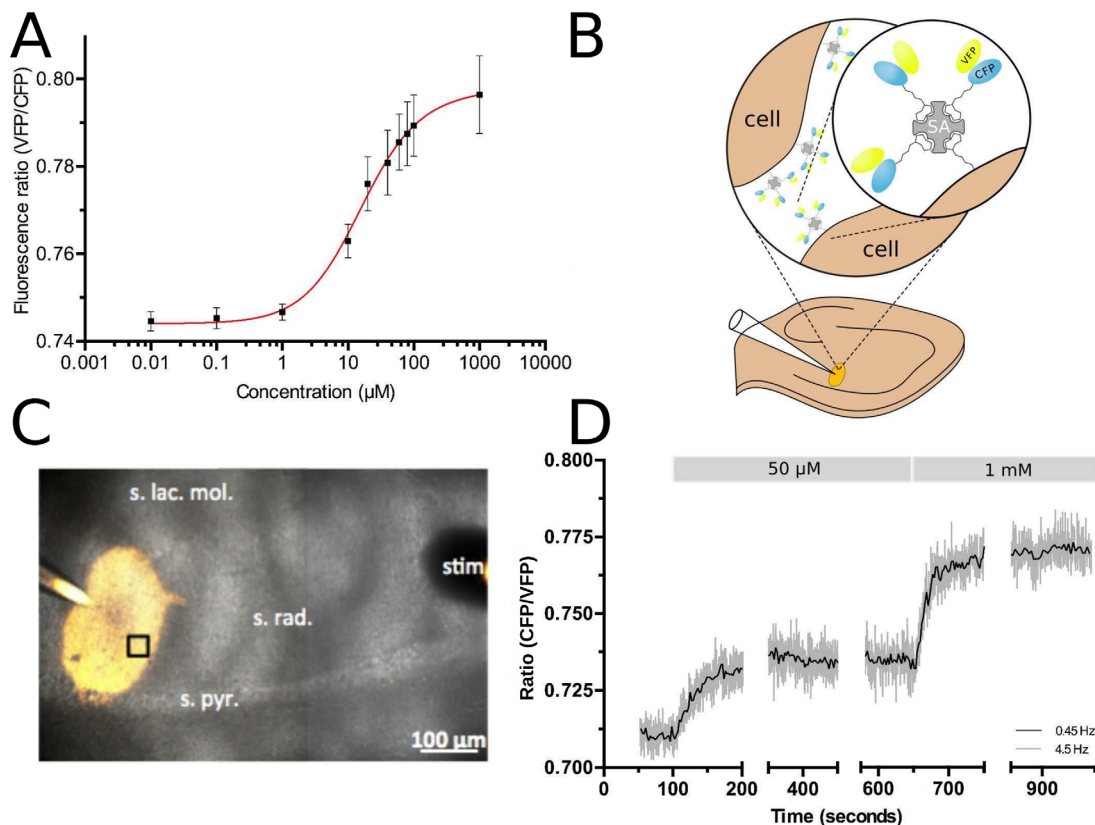 A
Fluorescence ratio (VFP/CFP)
0.80
0.78
0.76
0.74
0.001 0.01 0.1 1 10 100 1000 10000
Concentration (µM)
B
cell
cell
VFP
CFP
SA
C
s. lac. mol.
stim
s. rad.
s. pyr.
100 µm
D
Ratio (CFP/VFP)
0.800
0.775
0.750
0.725
0.700
50 µM 1 mM
0.45 Hz
4.5 Hz
0 100 200 400 600 700 900
Time (seconds)